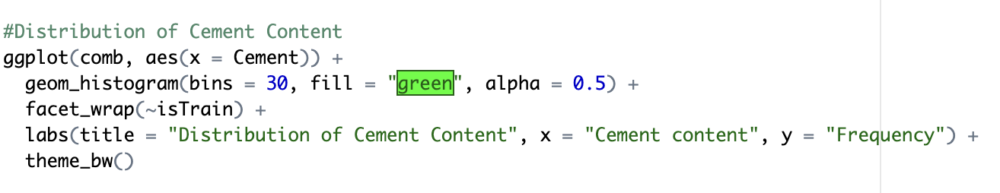 #Distribution of Cement Content
ggplot(comb, aes(x = Cement)) +
  geom_histogram(bins = 30, fill = "green", alpha = 0.5) +
  facet_wrap(~isTrain) +
  labs(title = "Distribution of Cement Content", x = "Cement content", y = "Frequency") +
  theme_bw()